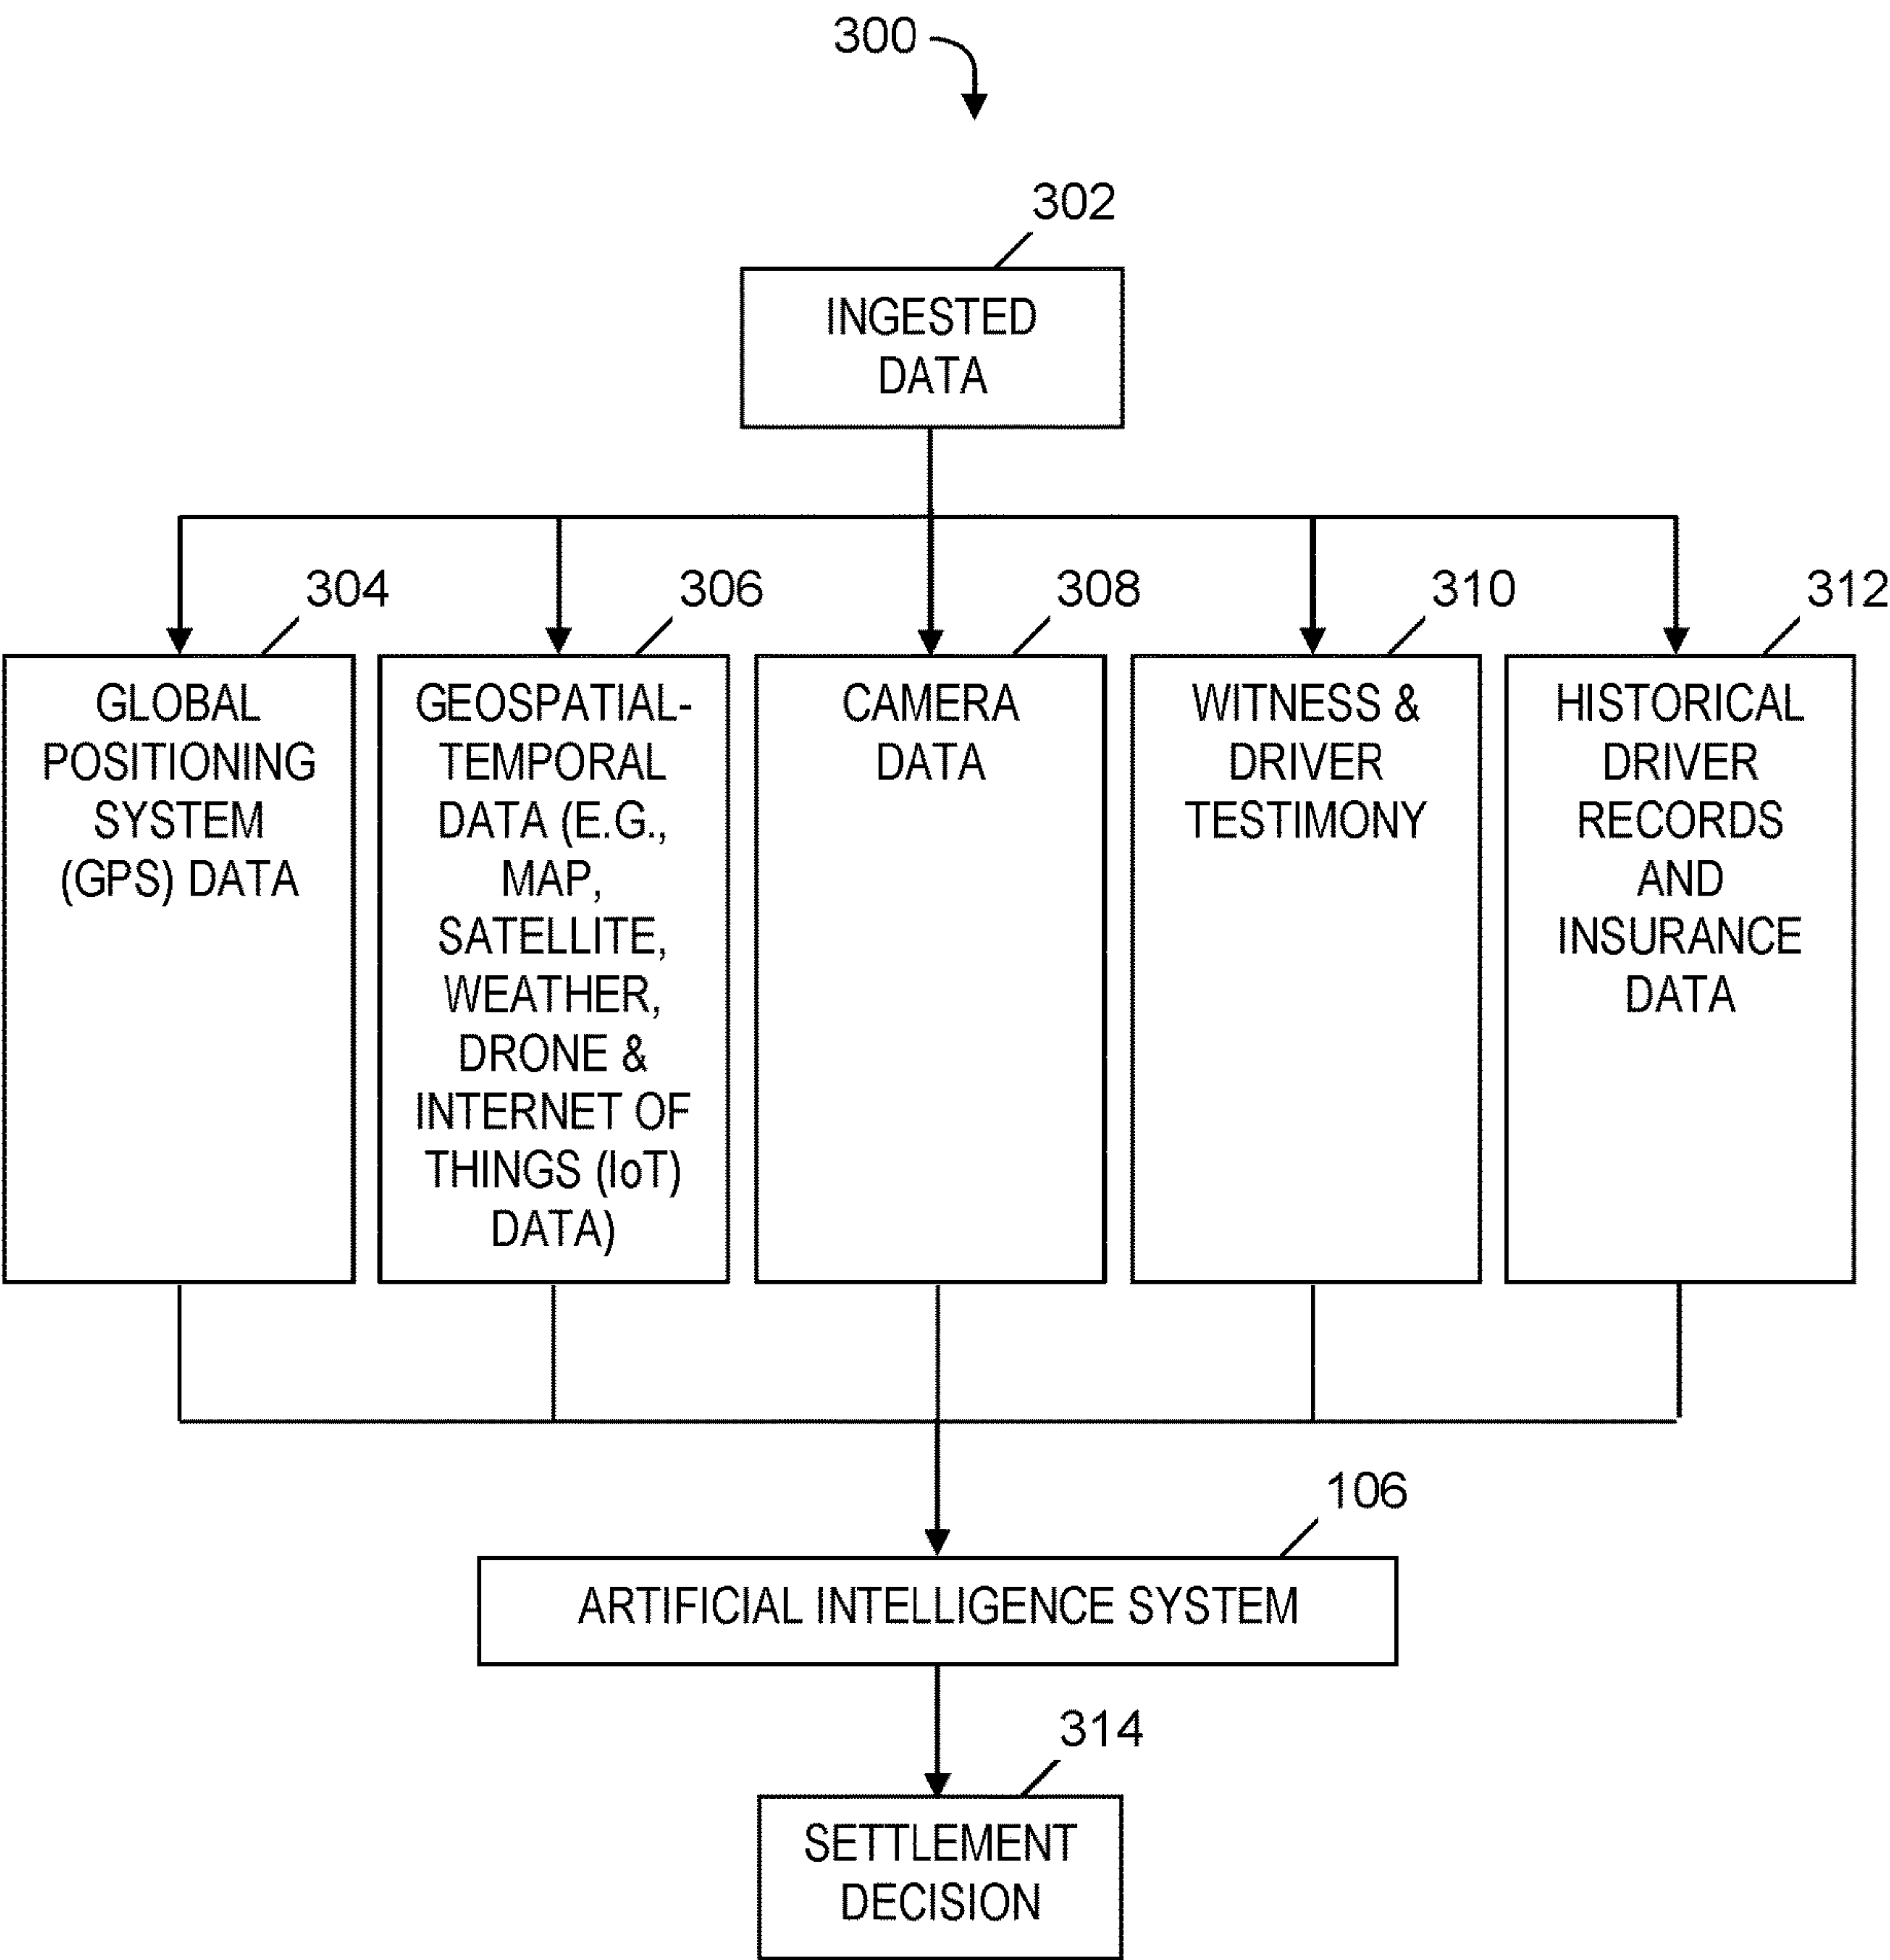 300
302
INGESTED
DATA
304
306
308
310
312
GLOBAL
POSITIONING
SYSTEM
(GPS) DATA
GEOSPATIAL-
TEMPORAL
DATA (E.G.,
MAP,
SATELLITE,
WEATHER,
DRONE &
INTERNET OF
THINGS (IoT)
DATA)
CAMERA
DATA
WITNESS &
DRIVER
TESTIMONY
HISTORICAL
DRIVER
RECORDS
AND
INSURANCE
DATA
106
ARTIFICIAL INTELLIGENCE SYSTEM
314
SETTLEMENT
DECISION